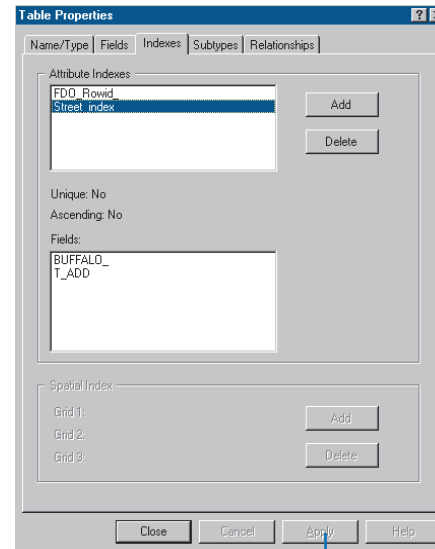 Table Properties
Name/Type Fields Indexes Subtypes Relationships
Attribute Indexes
FDO_Rowid_
Street_index
Add
Delete
Unique: No
Ascending: No
Fields:
BUFFALO_
T_ADD
Spatial Index
Grid 1:
Grid 2:
Grid 3:
Add
Delete
Close Cancel Apply Help